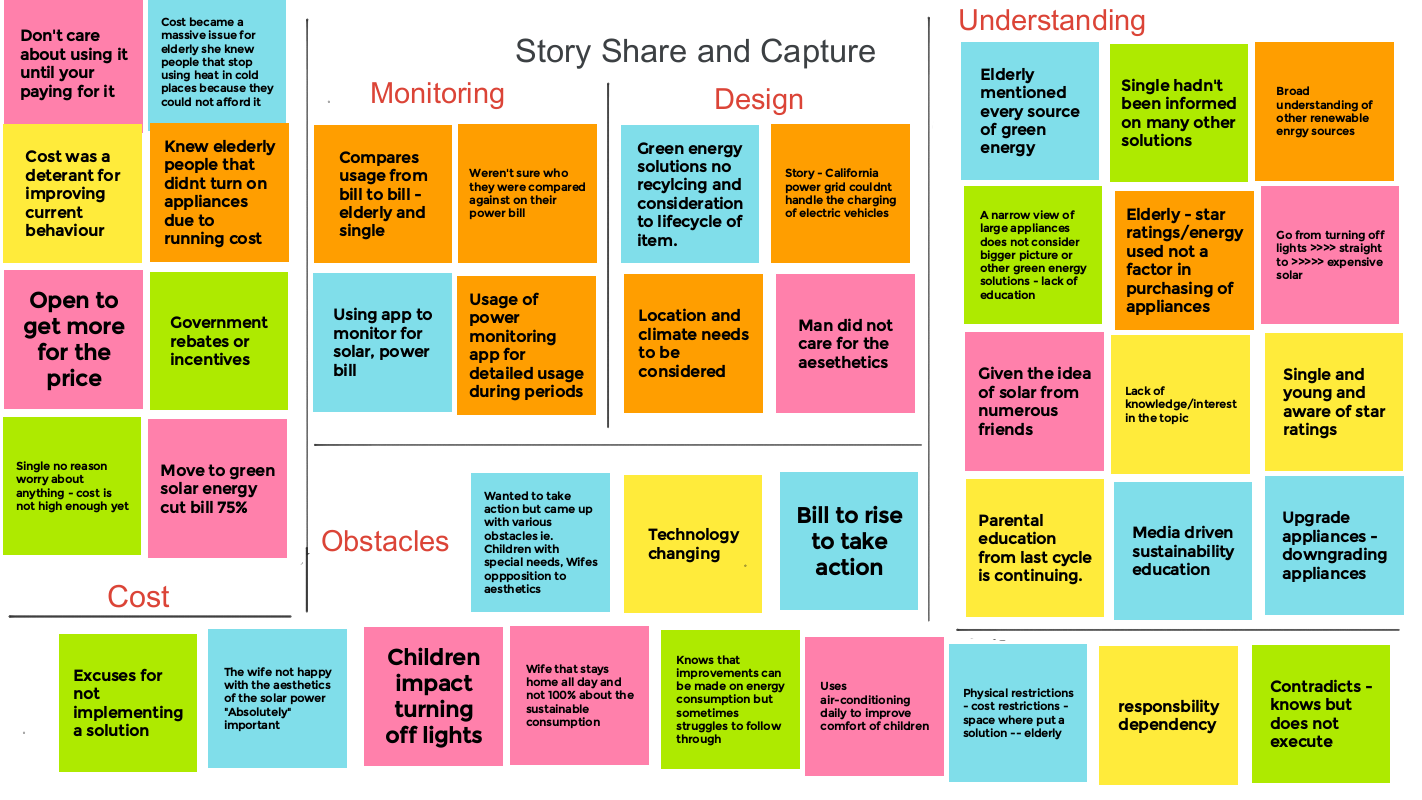 Story Share and Capture
Don't care
about using it
until your
paying for it
Cost became a
massive issue for
elderly she knew
people that stop
using heat in cold
places because they
could not afford it
Cost was a
deterant for
improving
current
behaviour
Knew elederly
people that
didnt turn on
appliances
due to
running cost
Open to
get more
for the
price
Government
rebates or
incentives
Single no reason
worry about
anything - cost is
not high enough yet
Move to green
solar energy
cut bill 75%
Cost
Monitoring
Compares
usage from
bill to bill -
elderly and
single
Weren't sure who
they were compared
against on their
power bill
Using app to
monitor for
solar, power
bill
Usage of
power
monitoring
app for
detailed usage
during periods
Design
Green energy
solutions no
recylcing and
consideration
to lifecycle of
item.
Story - California
power grid couldnt
handle the charging
of electric vehicles
Location and
climate needs
to be
considered
Man did not
care for the
aesethetics
Obstacles
Wanted to take
action but came up
with various
obstacles ie.
Children with
special needs, Wifes
oppposition to
aesthetics
Technology
changing
Bill to rise
to take
action
Understanding
Elderly
mentioned
every source
of green
energy
Single hadn't
been informed
on many other
solutions
Broad
understanding of
other renewable
enrgy sources
A narrow view of
large appliances
does not consider
bigger picture or
other green energy
solutions - lack of
education
Elderly - star
ratings/energy
used not a
factor in
purchasing of
appliances
Go from turning off
lights >>>> straight
to >>>>> expensive
solar
Given the idea
of solar from
numerous
friends
Lack of
knowledge/interest
in the topic
Single and
young and
aware of star
ratings
Parental
education
from last cycle
is continuing.
Media driven
sustainability
education
Upgrade
appliances -
downgrading
appliances
Excuses for
not
implementing
a solution
The wife not happy
with the aesthetics
of the solar power
"Absolutely"
important
Children
impact
turning
off lights
Wife that stays
home all day and
not 100% about the
sustainable
consumption
Knows that
improvements can
be made on energy
consumption but
sometimes
struggles to follow
through
Uses
air-conditioning
daily to improve
comfort of children
Physical restrictions
- cost restrictions -
space where put a
solution -- elderly
responsbility
dependency
Contradicts -
knows but
does not
execute